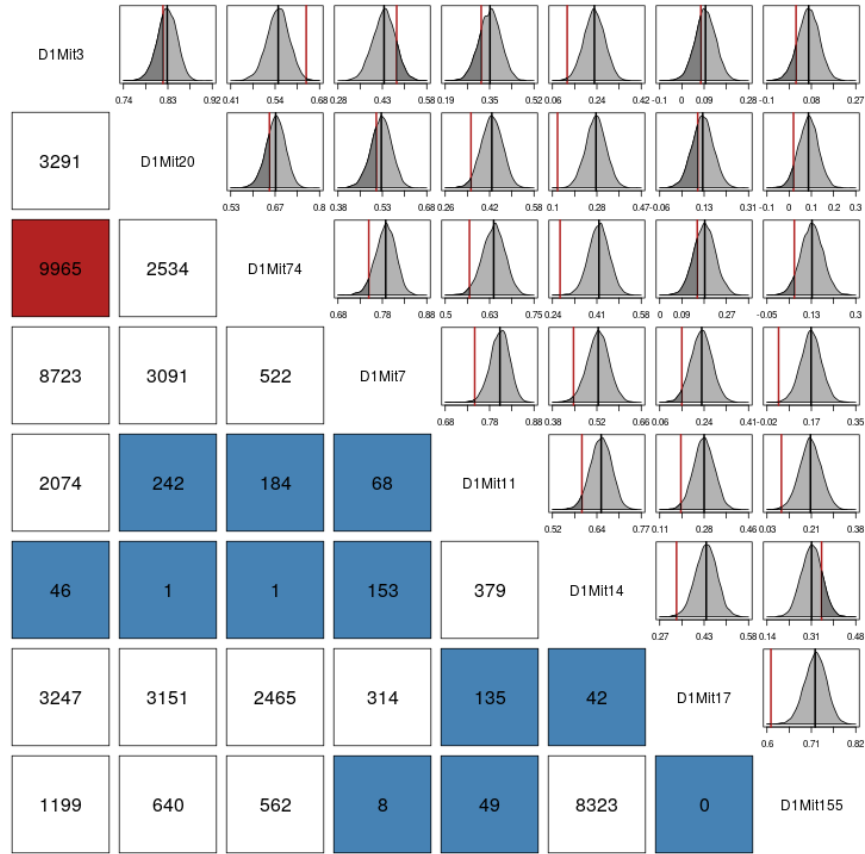 D1Mit3
0.74 0.83 0.92 0.41 0.54 0.68 0.28 0.43 0.58 0.19 0.35 0.52 0.06 0.24 0.42 -0.1 0 0.09 0.28 -0.1 0.08 0.27
3291 D1Mit20
0.53 0.67 0.8 0.38 0.53 0.68 0.26 0.42 0.58 0.1 0.28 0.47 -0.06 0.13 0.31 -0.1 0 0.1 0.2 0.3
9965 2534 D1Mit74
0.68 0.78 0.88 0.5 0.63 0.75 0.24 0.41 0.58 0 0.09 0.27 -0.05 0.13 0.3
8723 3091 522 D1Mit7
0.68 0.78 0.88 0.38 0.52 0.66 0.06 0.24 0.41 -0.02 0.17 0.35
2074 242 184 68 D1Mit11
0.52 0.64 0.77 0.11 0.28 0.46 0.03 0.21 0.38
46 1 1 153 379 D1Mit14
0.27 0.43 0.58 0.14 0.31 0.48
3247 3151 2465 314 135 42 D1Mit17
0.6 0.71 0.82
1199 640 562 8 49 8323 0 D1Mit155